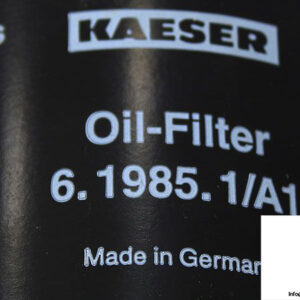 s
KAESER
Oil-Filter
6.1985.1/A1
Made in German